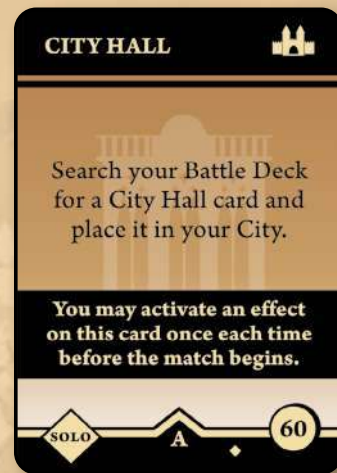 CITY HALL
Search your Battle Deck
for a City Hall card and
place it in your City.
You may activate an effect
on this card once each time
before the match begins.
SOLO
A
60